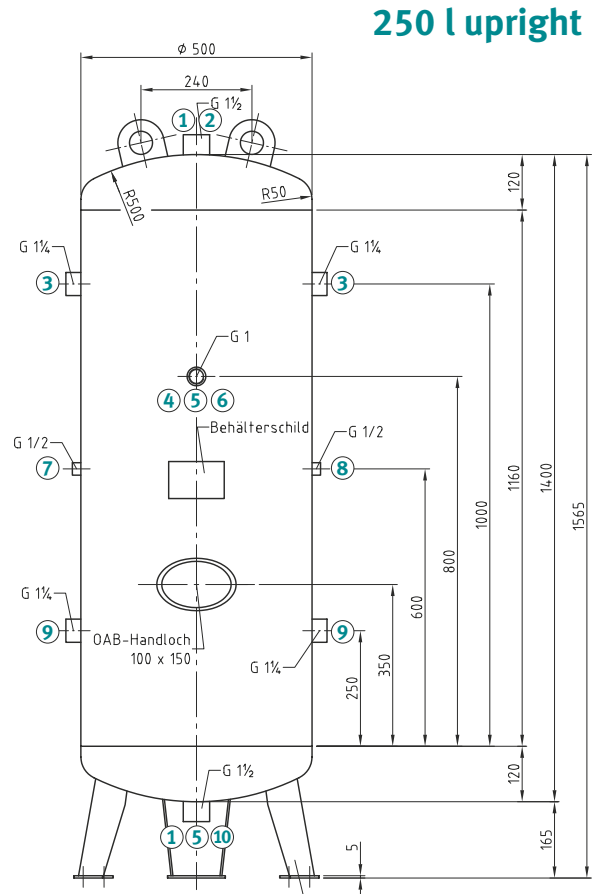 250 l upright
Ø 500
240
G 1½
1 2
R500
R50
120
G 1¼
G 1¼
3
3
G 1
4 5 6
Behälterschild
G 1/2
G 1/2
7
8
1160
1400
1565
1000
800
600
G 1¼
9
9
OAB-Handloch
100 x 150
G 1¼
250
350
G 1½
120
1 5 10
5
165